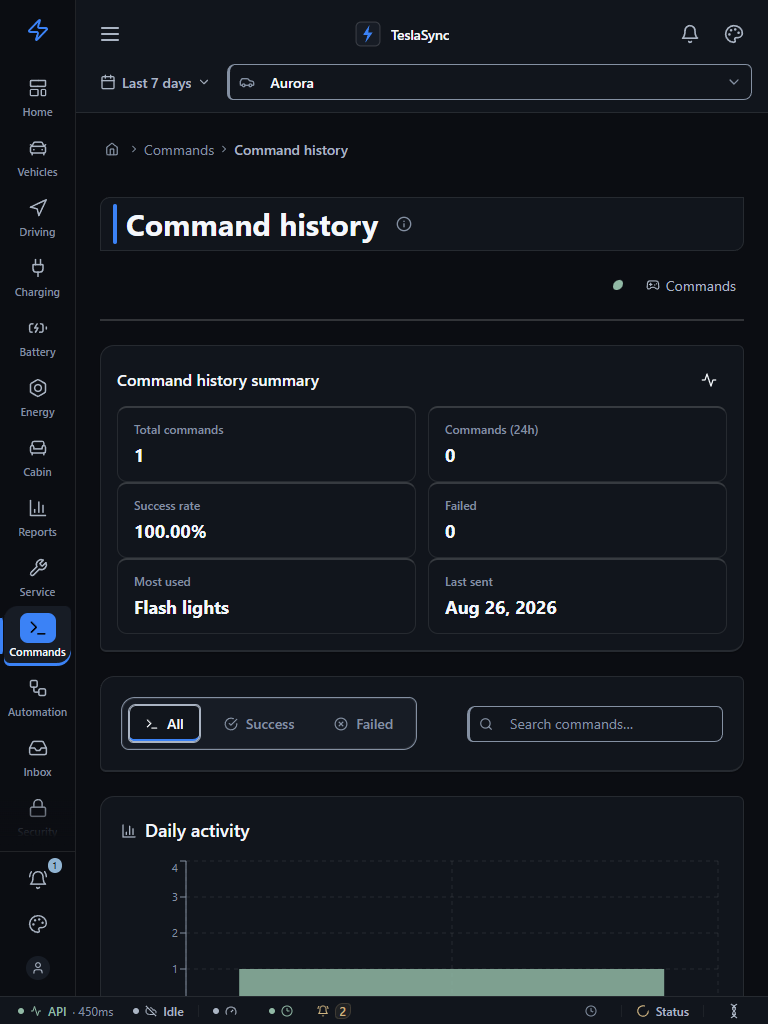 TeslaSync
Last 7 days
Aurora
Home
Vehicles
Driving
Charging
Battery
Energy
Cabin
Reports
Service
Commands
Automation
Inbox
Security
1
Commands
Command history
Command history
Commands
Command history summary
Total commands
1
Commands (24h)
0
Success rate
100.00%
Failed
0
Most used
Flash lights
Last sent
Aug 26, 2026
All
Success
Failed
Search commands...
Daily activity
4
3
2
1
API · 450ms
Idle
2
Status